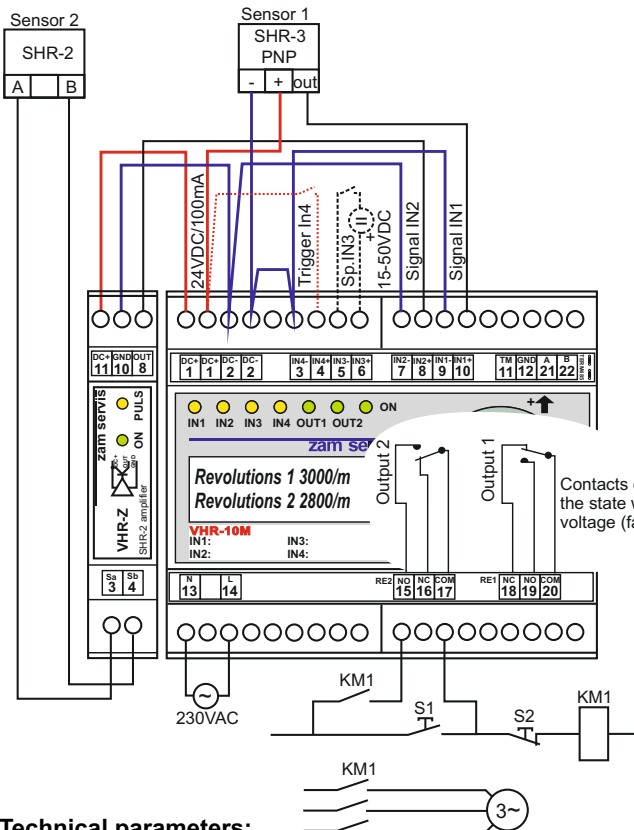 Sensor 2
Sensor 1
SHR-2
SHR-3
PNP
A B
- + out
24VDC/100mA
Trigger In4
Sp.IN3
+
15-50VDC
Signal IN2
Signal IN1
DC+ GND OUT
11 10 8
DC+ DC+ DC- DC-
1 1 2 2
IN4- IN4+ IN3- IN3+
3 4 5 6
IN2- IN2+ IN1- IN1+
7 8 9 10
TM GND A B
11 12 21 22
zam servis
PULS
ON
DC+
OUT
GND
VHR-Z
SHR-2 amplifier
ON
IN1 IN2 IN3 IN4 OUT1 OUT2
+
zam se
Revolutions 1 3000/m
Revolutions 2 2800/m
VHR-10M
IN1: IN3:
IN2: IN4:
Output 2
Output 1
Contacts
the state
voltage (fa
Sa Sb
3 4
N L
13 14
RE2 NO NC COM
15 16 17
RE1 NC NO COM
18 19 20
~
230VAC
KM1
S1
S2
KM1
KM1
3~
Technical parameters: